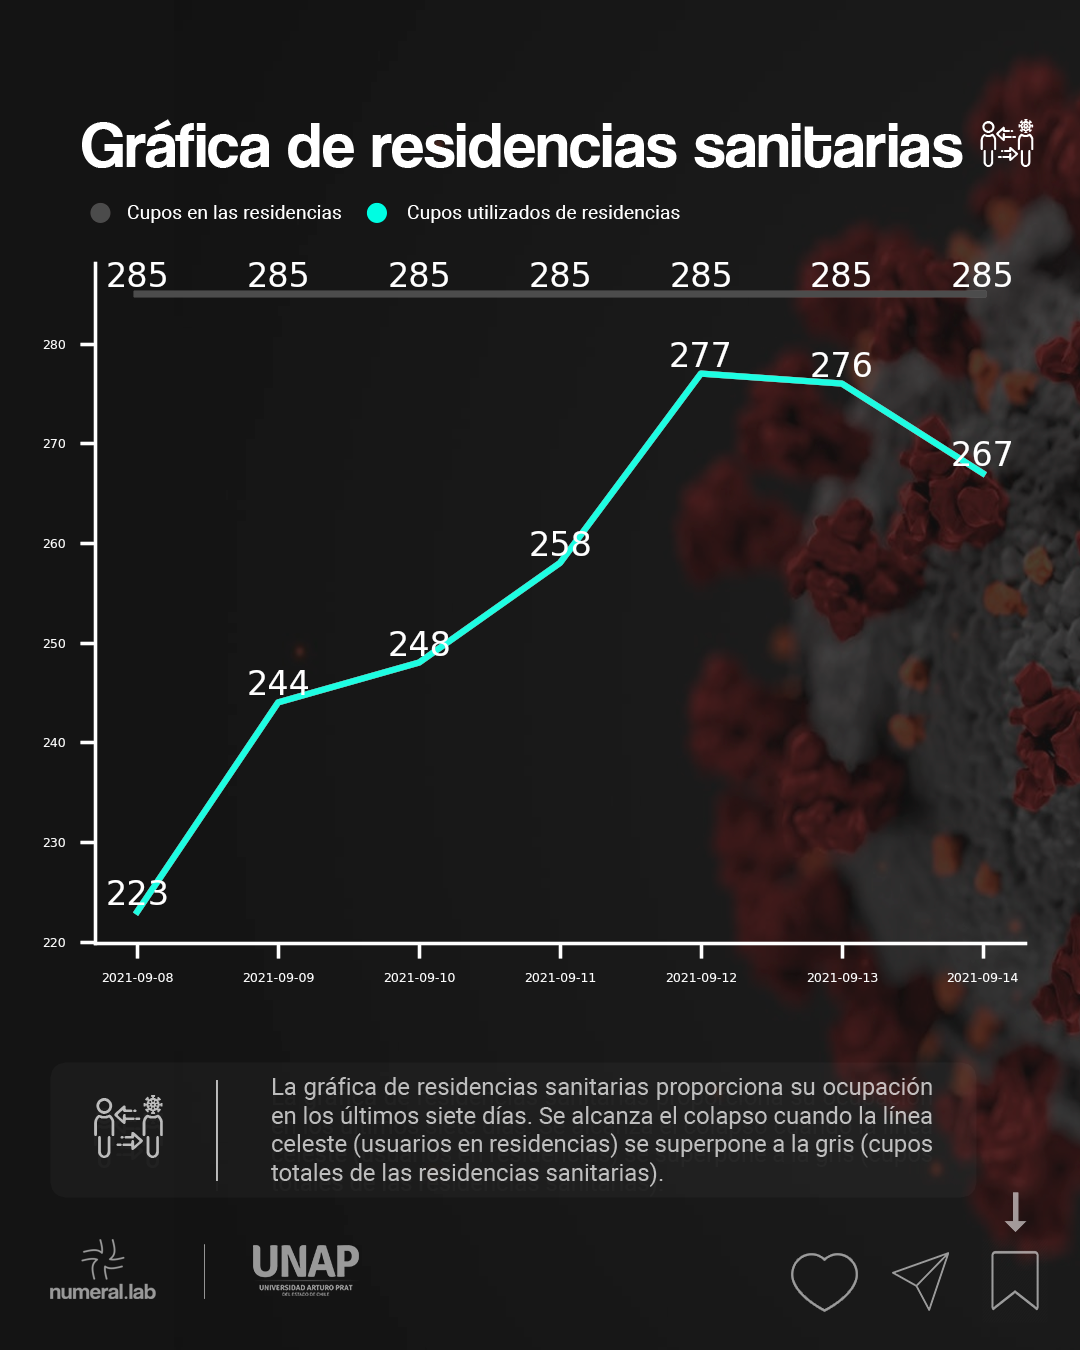 Gráfica de residencias sanitarias
Cupos en las residencias
Cupos utilizados de residencias
285 285 285 285 285 285 285
280
277 276
267
270
260
258
250
248
244
240
230
223
220
2021-09-08 2021-09-09 2021-09-10 2021-09-11 2021-09-12 2021-09-13 2021-09-14
La gráfica de residencias sanitarias proporciona su ocupación
en los últimos siete días. Se alcanza el colapso cuando la línea
celeste (usuarios en residencias) se superpone a la gris (cupos
totales de las residencias sanitarias).
numeral.lab
UNAP
UNIVERSIDAD ARTURO PRAT
DEL ESTADO DE CHILE